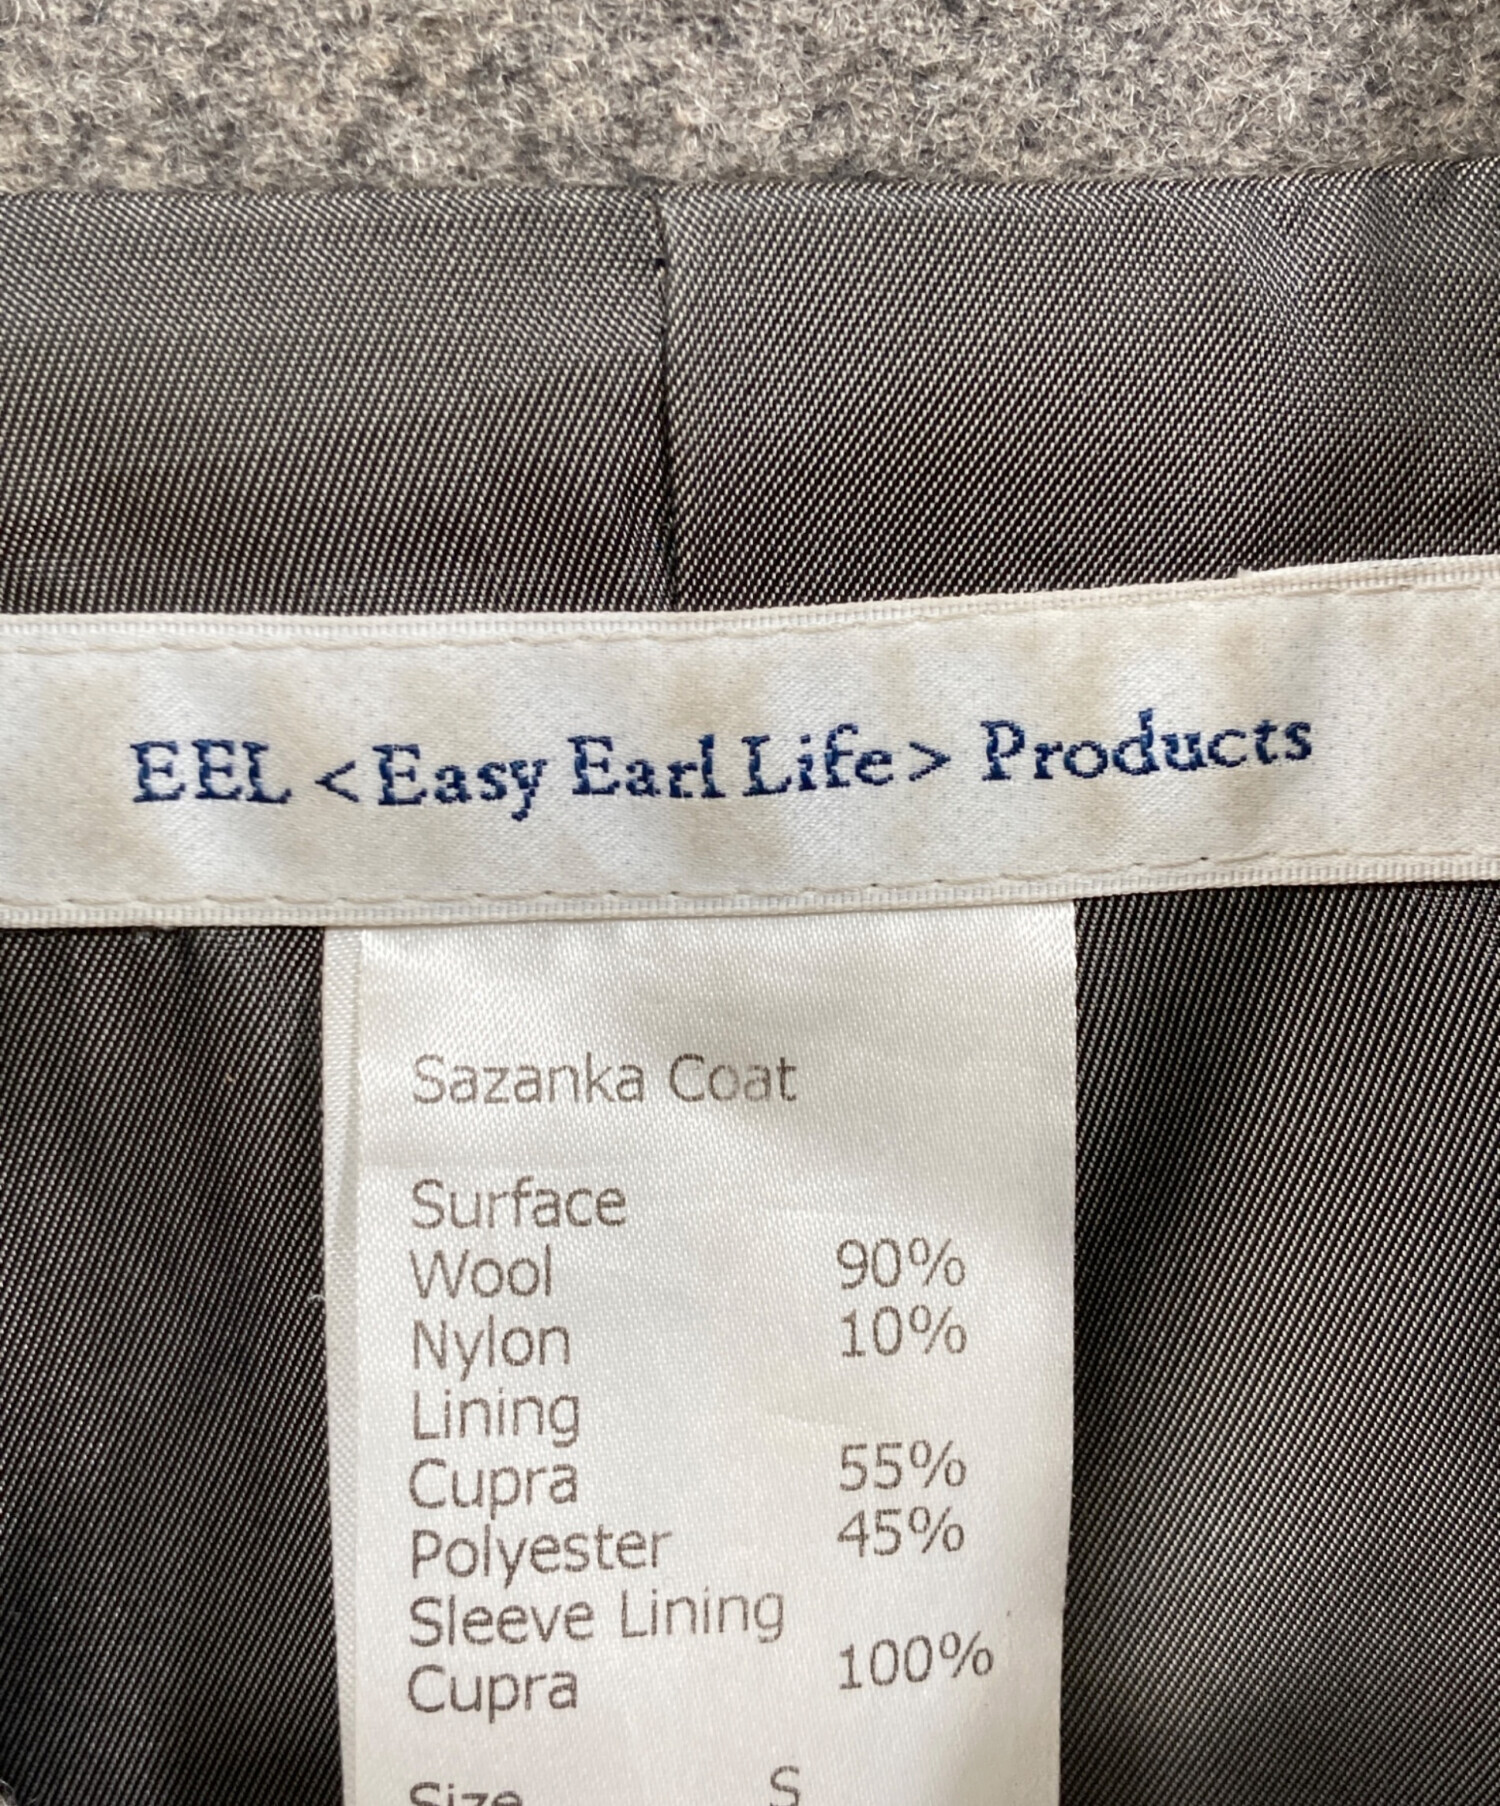 EEL <Easy Earl Life> Products
Sazanka Coat
Surface
Wool 90%
Nylon 10%
Lining
Cupra 55%
Polyester 45%
Sleeve Lining
Cupra 100%
Size S